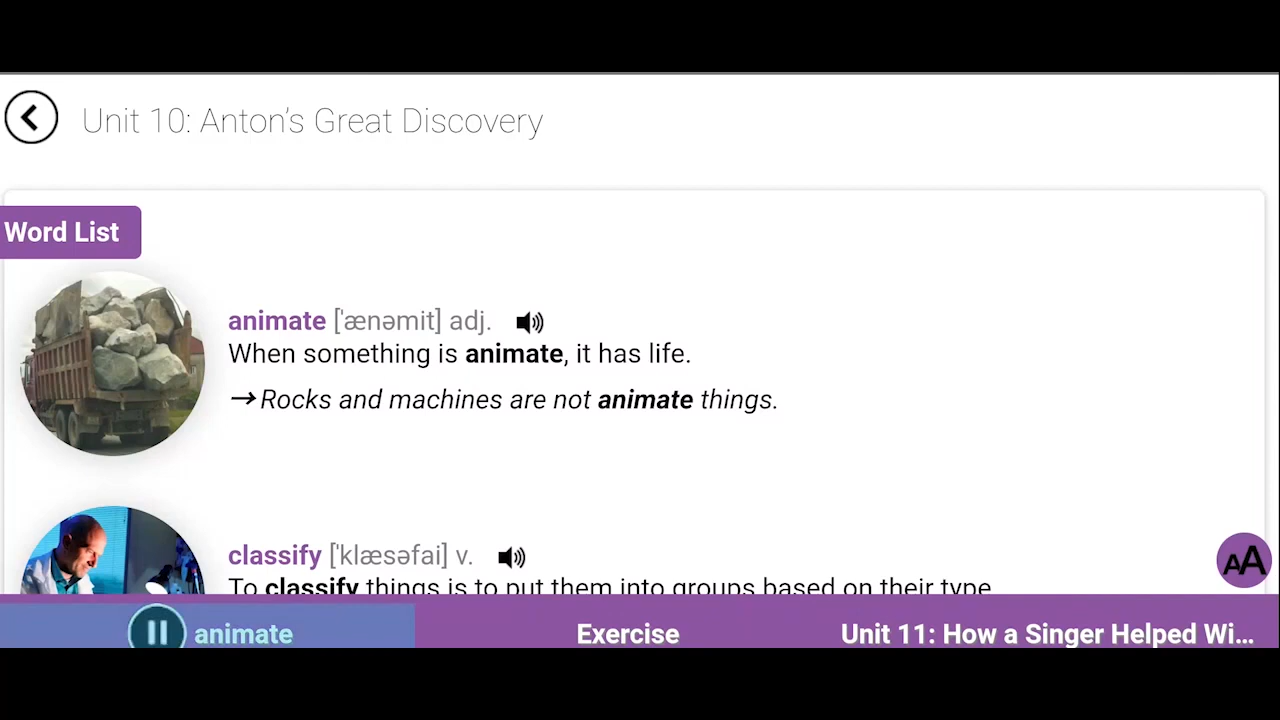 Unit 10: Anton's Great Discovery
Word List
animate ['ænəmit] adj.
When something is animate, it has life.
→ Rocks and machines are not animate things.
classify ['klæsəfai] v.
To classify things is to put them into groups based on their type
AA
animate
Exercise
Unit 11: How a Singer Helped Wi...